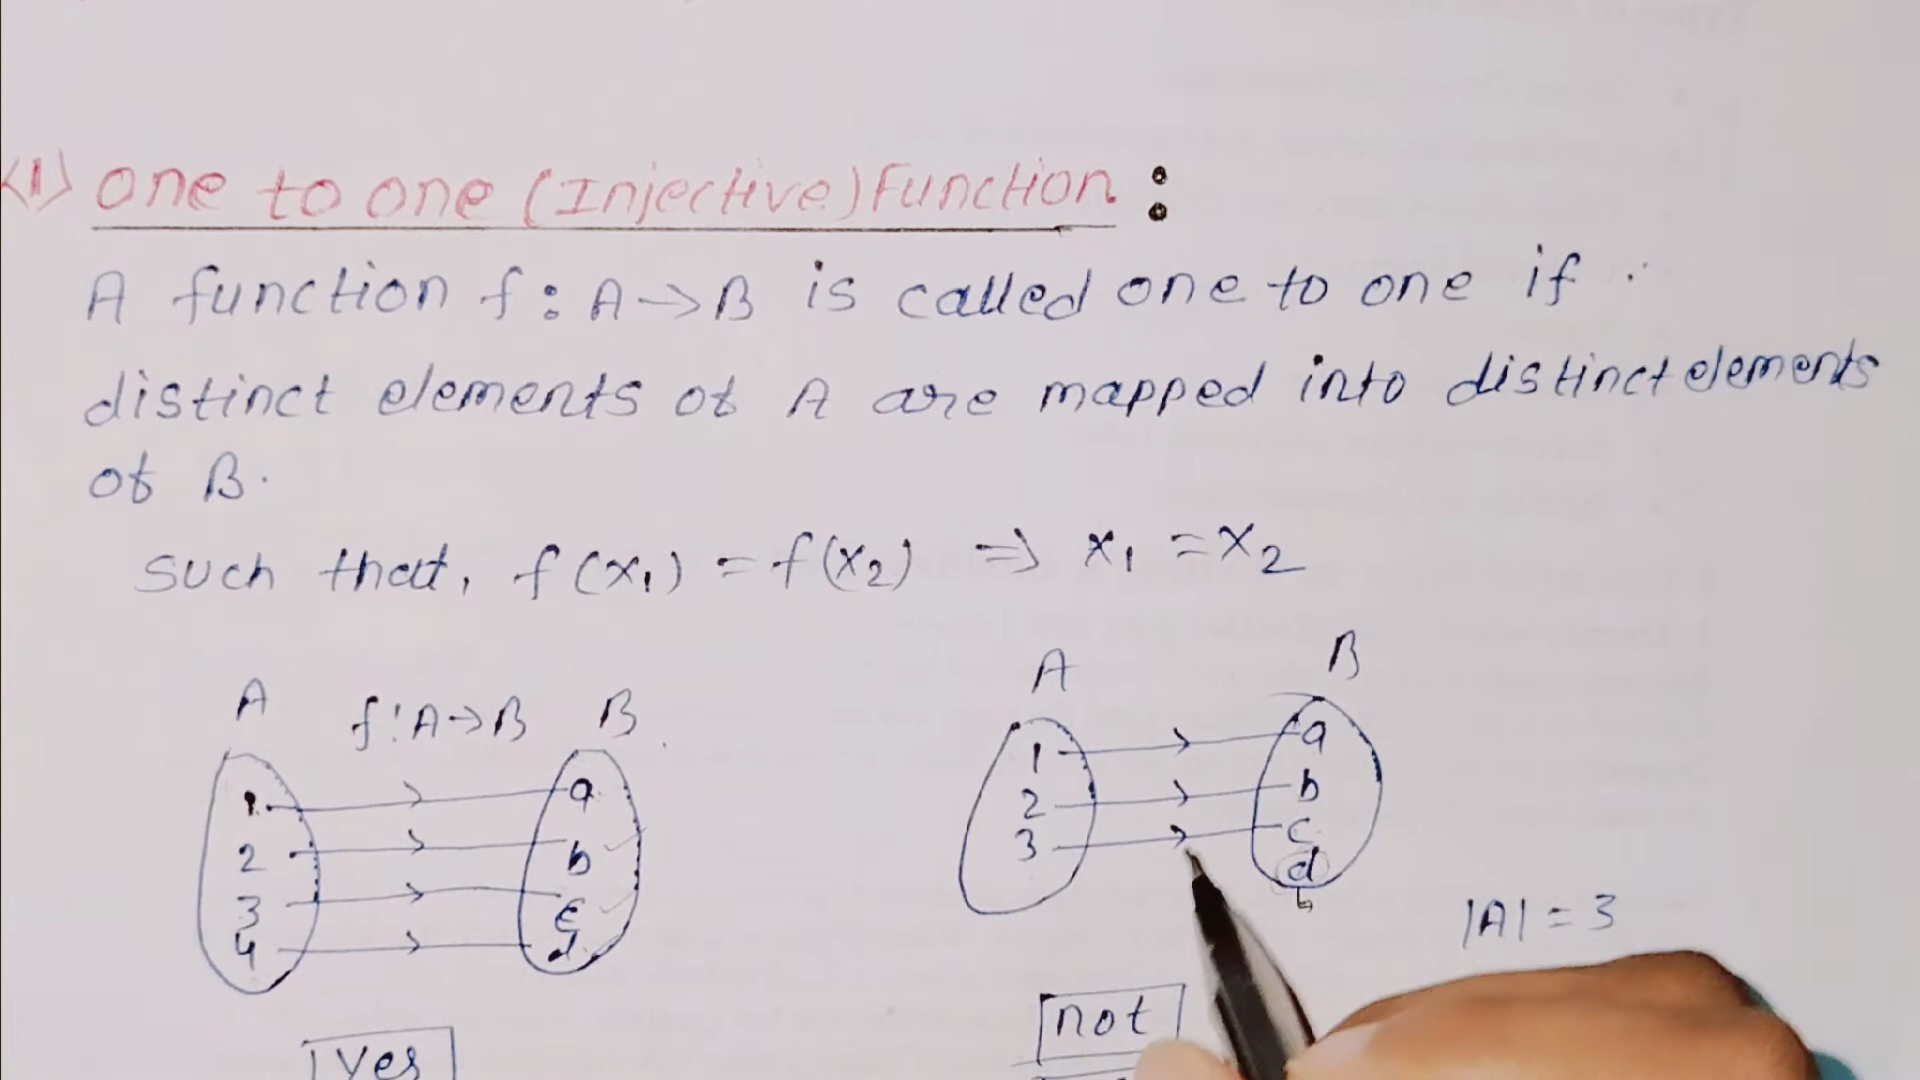 <1> one to one (Injective) Function :
A function f : A → B is called one to one if
distinct elements of A are mapped into distinct elements
of B.
such that, f(x₁) = f(x₂) ⇒ x₁ = x₂
A f : A → B B
1 a
2 b
3 c
4 d
Yes
A B
1 a
2 b
3 c
d
|A| = 3
not